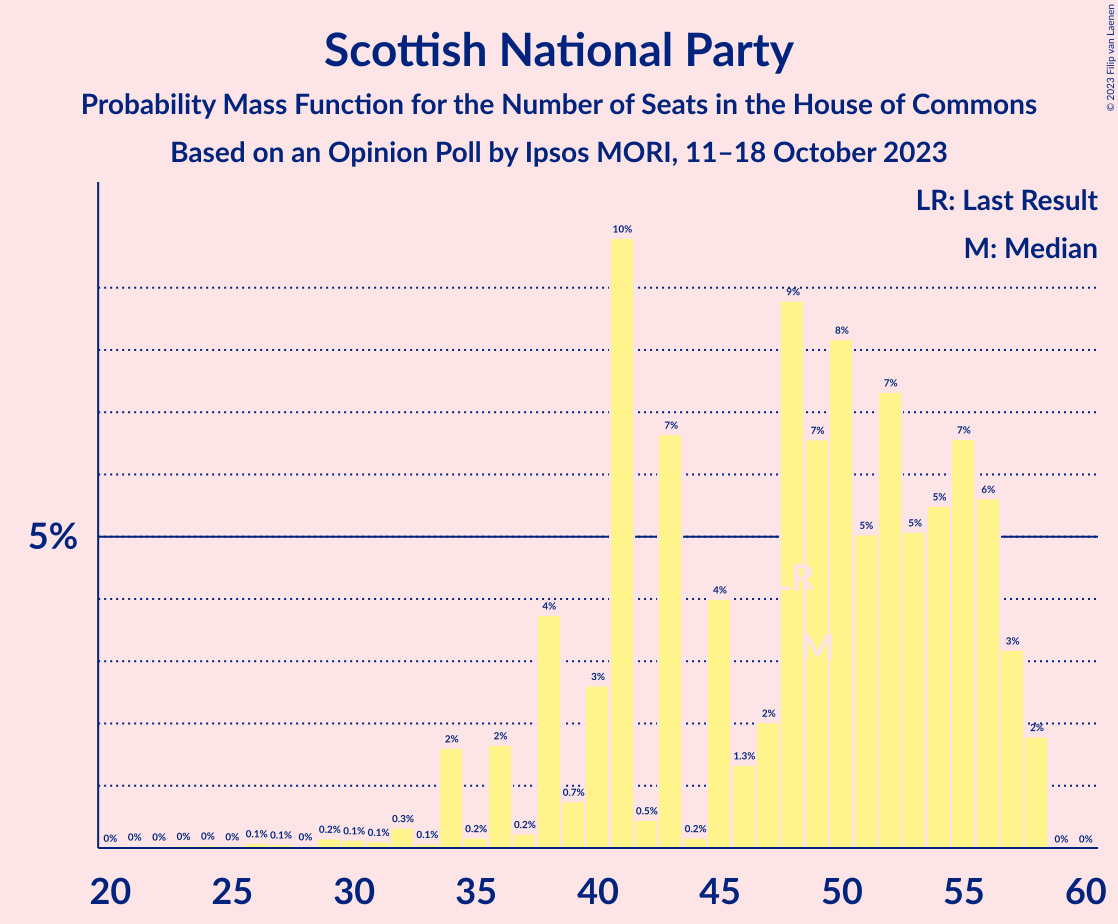 Scottish National Party
Probability Mass Function for the Number of Seats in the House of Commons
Based on an Opinion Poll by Ipsos MORI, 11–18 October 2023
© 2023 Filip van Laenen
LR: Last Result
M: Median
5%
0% 0% 0% 0% 0% 0% 0.1% 0.1% 0% 0.2% 0.1% 0.1% 0.3% 0.1% 2% 0.2% 2% 0.2% 4% 0.7% 3% 10% 0.5% 7% 0.2% 4% 1.3% 2% 9% 7% 8% 5% 7% 5% 5% 7% 6% 3% 2% 0% 0%
LR
M
20 25 30 35 40 45 50 55 60